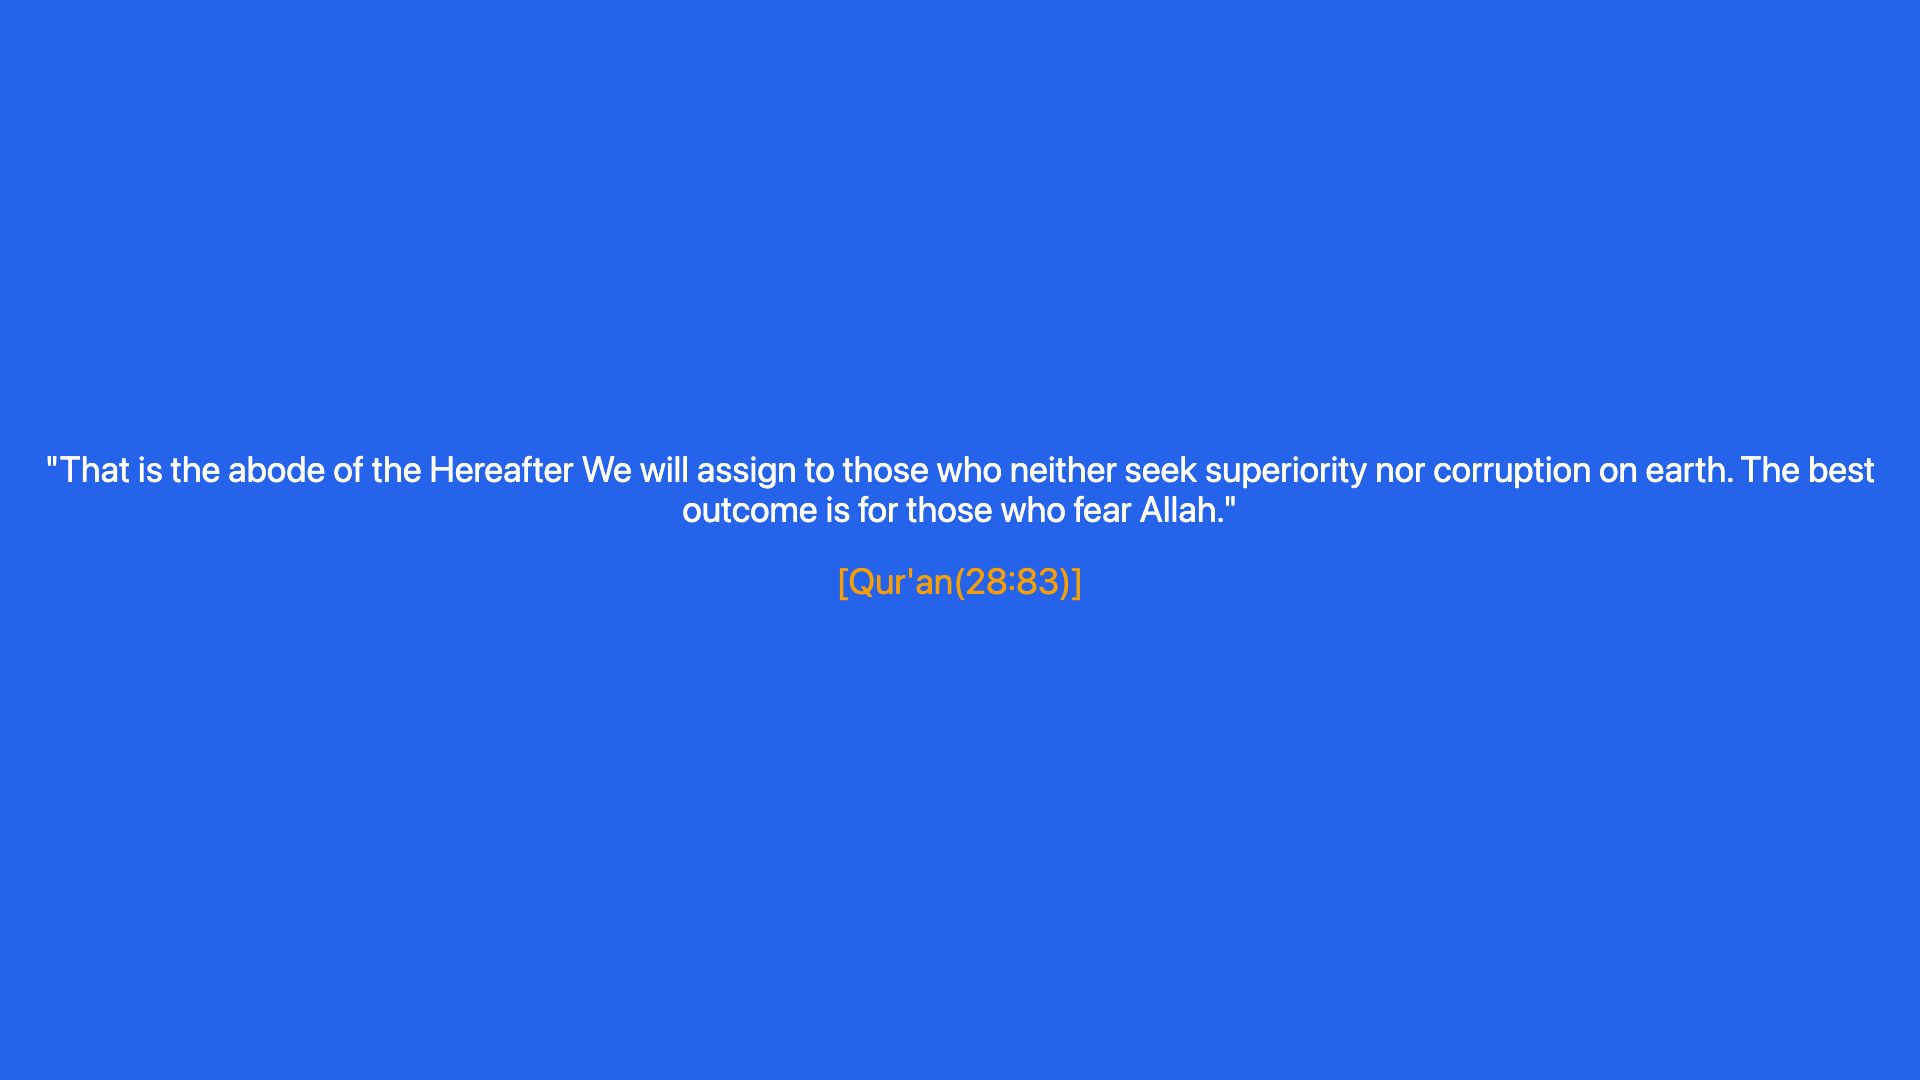 "That is the abode of the Hereafter We will assign to those who neither seek superiority nor corruption on earth. The best
outcome is for those who fear Allah."
[Qur'an(28:83)]